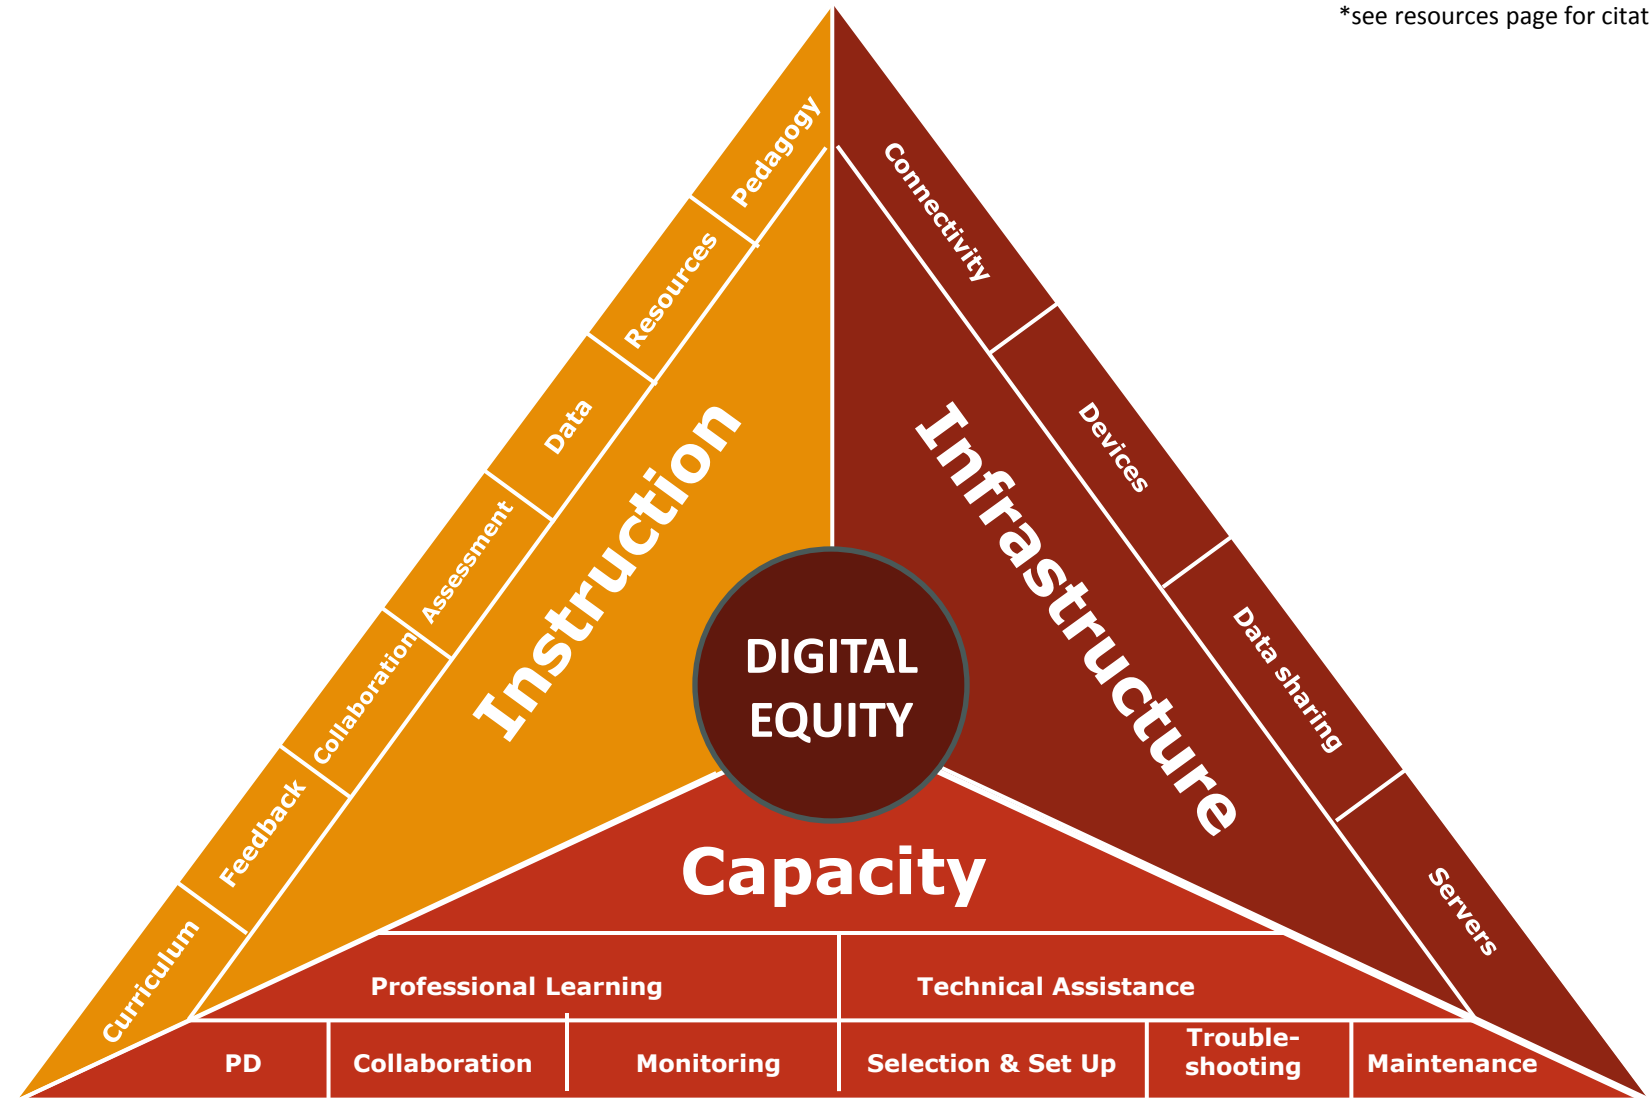 *see resources page for citat
Pedagogy
Resources
Data
Assessment
Collaboration
Feedback
Curriculum
Instruction
Connectivity
Devices
Data sharing
Servers
Infrastructure
DIGITAL
EQUITY
Capacity
Professional Learning
Technical Assistance
PD
Collaboration
Monitoring
Selection & Set Up
Trouble-
shooting
Maintenance